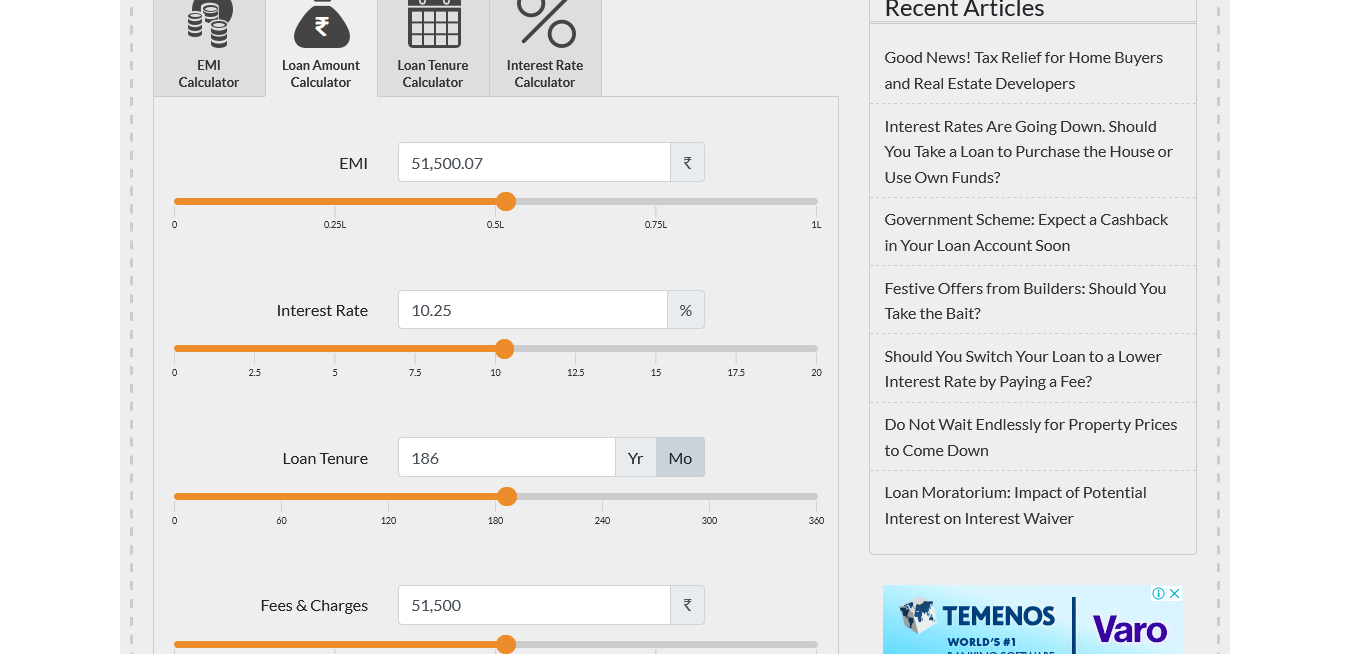 EMI
Calculator
Loan Amount
Calculator
Loan Tenure
Calculator
Interest Rate
Calculator
EMI
51,500.07
₹
0
0.25L
0.5L
0.75L
1L
Interest Rate
10.25
%
0
2.5
5
7.5
10
12.5
15
17.5
20
Loan Tenure
186
Yr
Mo
0
60
120
180
240
300
360
Fees & Charges
51,500
₹
Recent Articles
Good News! Tax Relief for Home Buyers
and Real Estate Developers
Interest Rates Are Going Down. Should
You Take a Loan to Purchase the House or
Use Own Funds?
Government Scheme: Expect a Cashback
in Your Loan Account Soon
Festive Offers from Builders: Should You
Take the Bait?
Should You Switch Your Loan to a Lower
Interest Rate by Paying a Fee?
Do Not Wait Endlessly for Property Prices
to Come Down
Loan Moratorium: Impact of Potential
Interest on Interest Waiver
TEMENOS
WORLD'S #1
BANKING SOFTWARE
Varo